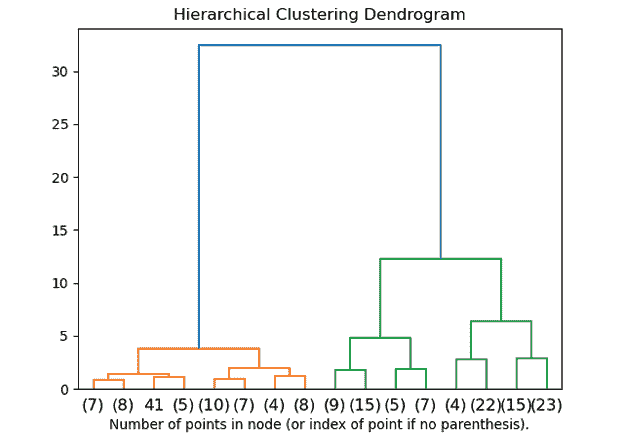 Hierarchical Clustering Dendrogram
30
25
20
15
10
5
0
(7) (8) 41 (5) (10) (7) (4) (8) (9) (15) (5) (7) (4) (22)(15)(23)
Number of points in node (or index of point if no parenthesis).